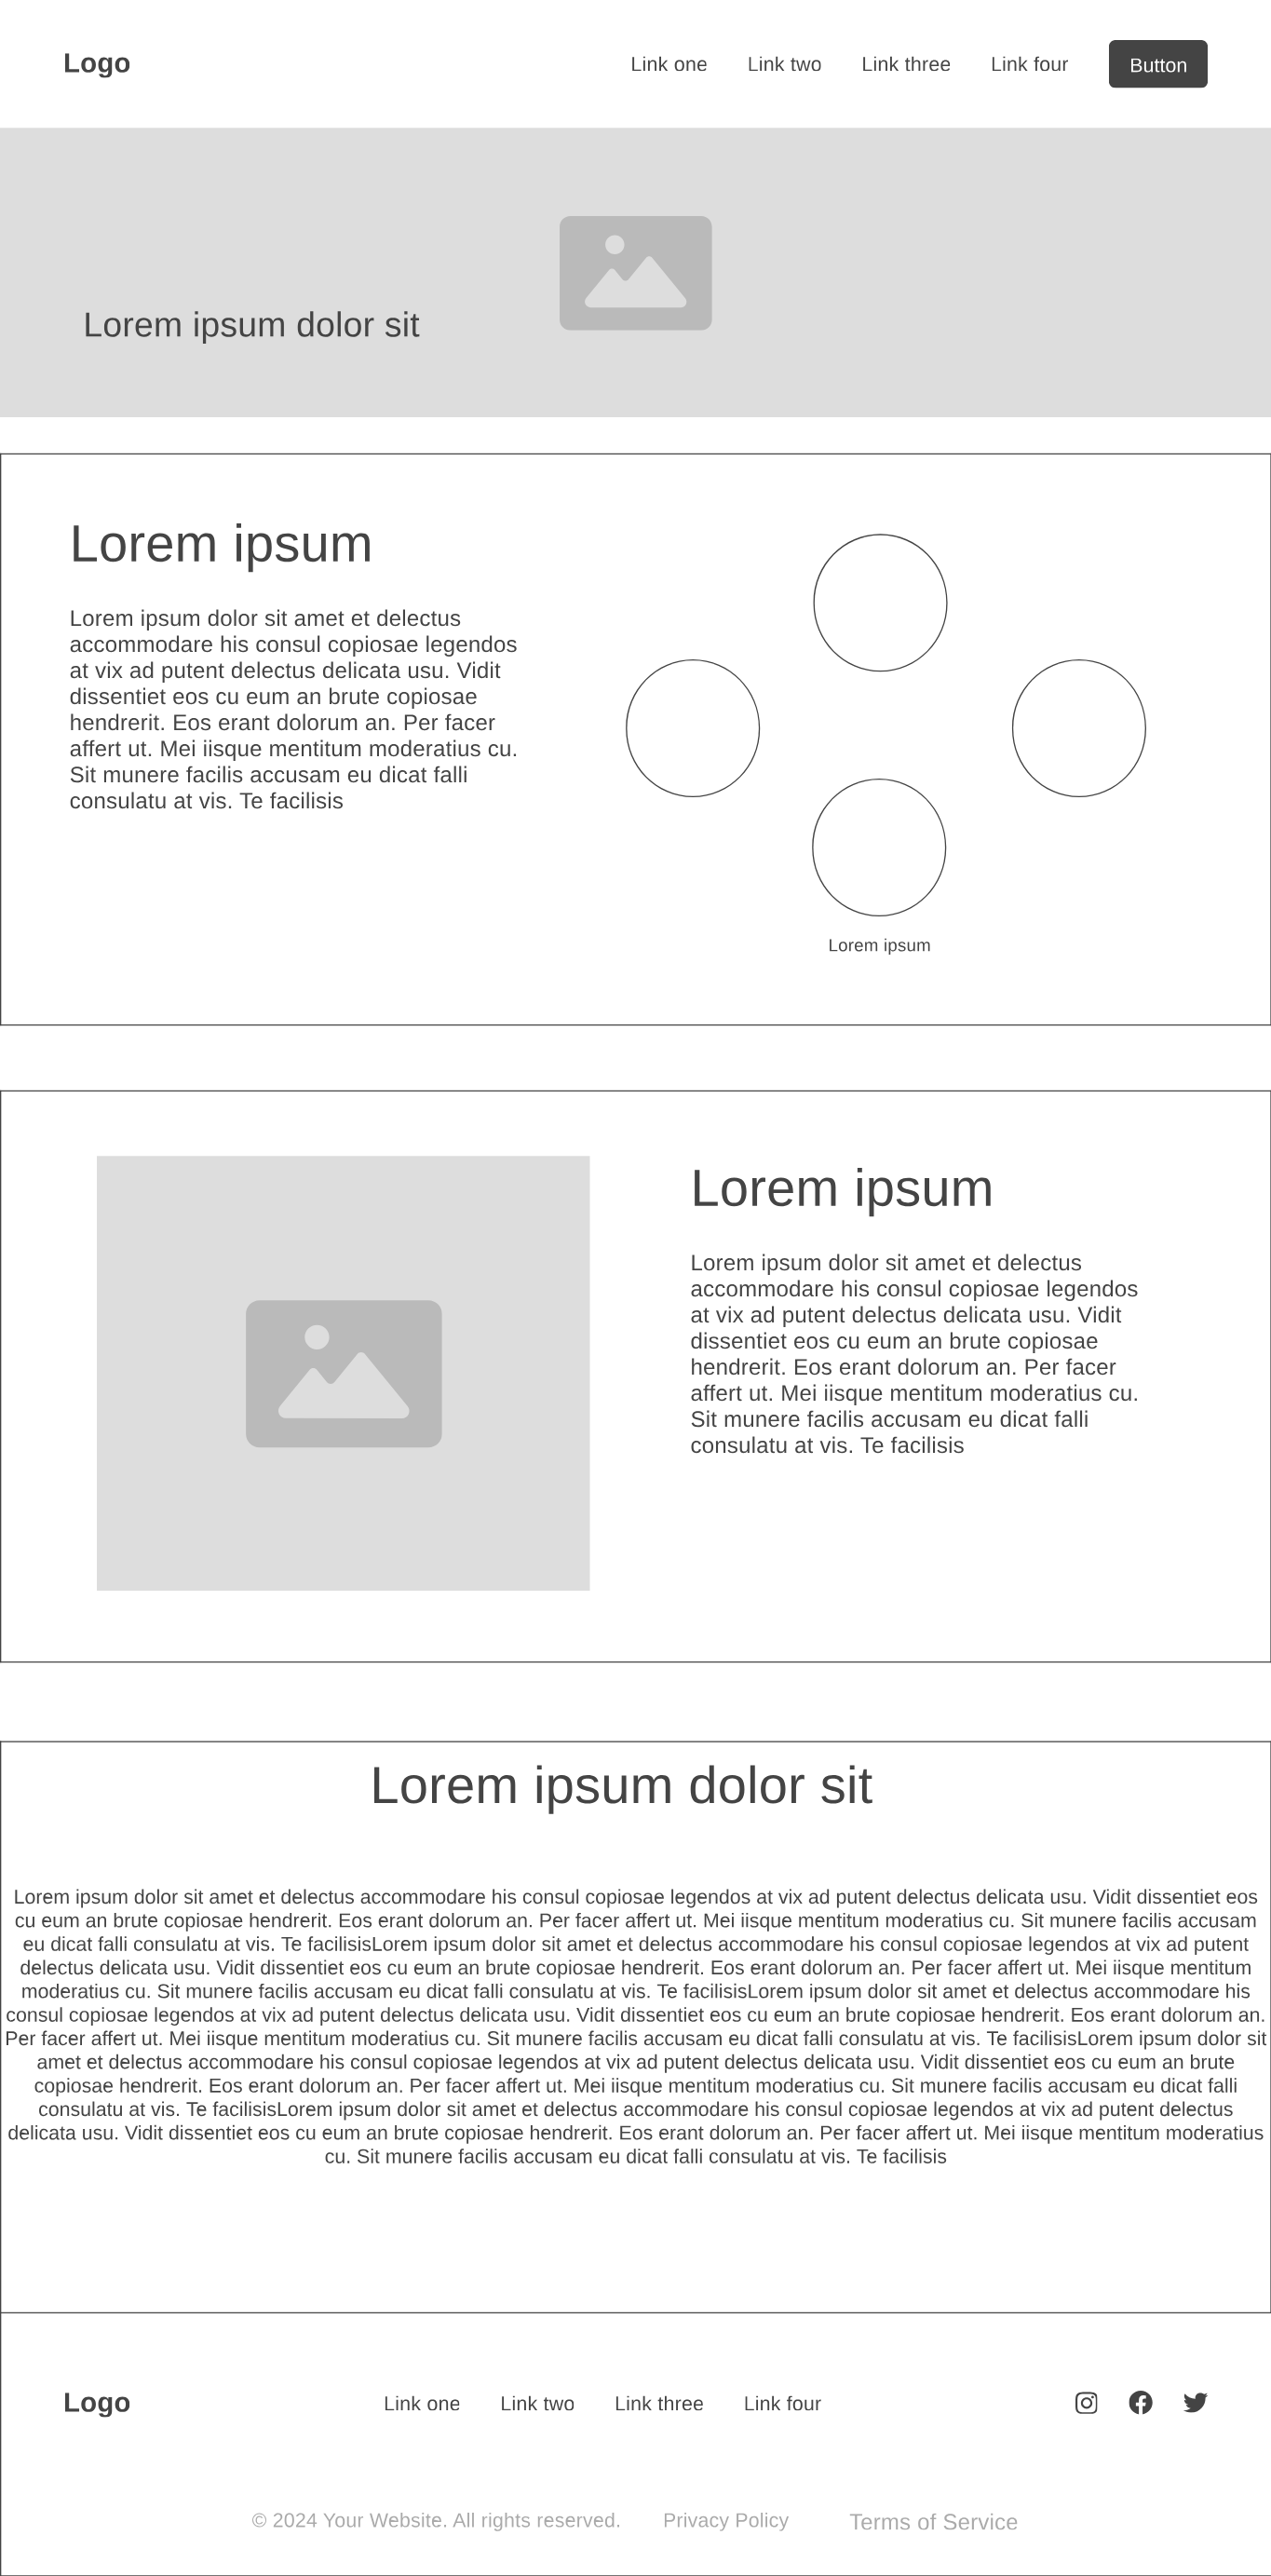 Logo
Link one Link two Link three Link four Button
Lorem ipsum dolor sit
Lorem ipsum
Lorem ipsum dolor sit amet et delectus
accommodare his consul copiosae legendos
at vix ad putent delectus delicata usu. Vidit
dissentiet eos cu eum an brute copiosae
hendrerit. Eos erant dolorum an. Per facer
affert ut. Mei iisque mentitum moderatius cu.
Sit munere facilis accusam eu dicat falli
consulatu at vis. Te facilisis
Lorem ipsum
Lorem ipsum
Lorem ipsum dolor sit amet et delectus
accommodare his consul copiosae legendos
at vix ad putent delectus delicata usu. Vidit
dissentiet eos cu eum an brute copiosae
hendrerit. Eos erant dolorum an. Per facer
affert ut. Mei iisque mentitum moderatius cu.
Sit munere facilis accusam eu dicat falli
consulatu at vis. Te facilisis
Lorem ipsum dolor sit
Lorem ipsum dolor sit amet et delectus accommodare his consul copiosae legendos at vix ad putent delectus delicata usu. Vidit dissentiet eos
cu eum an brute copiosae hendrerit. Eos erant dolorum an. Per facer affert ut. Mei iisque mentitum moderatius cu. Sit munere facilis accusam
eu dicat falli consulatu at vis. Te facilisisLorem ipsum dolor sit amet et delectus accommodare his consul copiosae legendos at vix ad putent
delectus delicata usu. Vidit dissentiet eos cu eum an brute copiosae hendrerit. Eos erant dolorum an. Per facer affert ut. Mei iisque mentitum
moderatius cu. Sit munere facilis accusam eu dicat falli consulatu at vis. Te facilisisLorem ipsum dolor sit amet et delectus accommodare his
consul copiosae legendos at vix ad putent delectus delicata usu. Vidit dissentiet eos cu eum an brute copiosae hendrerit. Eos erant dolorum an.
Per facer affert ut. Mei iisque mentitum moderatius cu. Sit munere facilis accusam eu dicat falli consulatu at vis. Te facilisisLorem ipsum dolor sit
amet et delectus accommodare his consul copiosae legendos at vix ad putent delectus delicata usu. Vidit dissentiet eos cu eum an brute
copiosae hendrerit. Eos erant dolorum an. Per facer affert ut. Mei iisque mentitum moderatius cu. Sit munere facilis accusam eu dicat falli
consulatu at vis. Te facilisisLorem ipsum dolor sit amet et delectus accommodare his consul copiosae legendos at vix ad putent delectus
delicata usu. Vidit dissentiet eos cu eum an brute copiosae hendrerit. Eos erant dolorum an. Per facer affert ut. Mei iisque mentitum moderatius
cu. Sit munere facilis accusam eu dicat falli consulatu at vis. Te facilisis
Logo
Link one Link two Link three Link four
© 2024 Your Website. All rights reserved. Privacy Policy Terms of Service